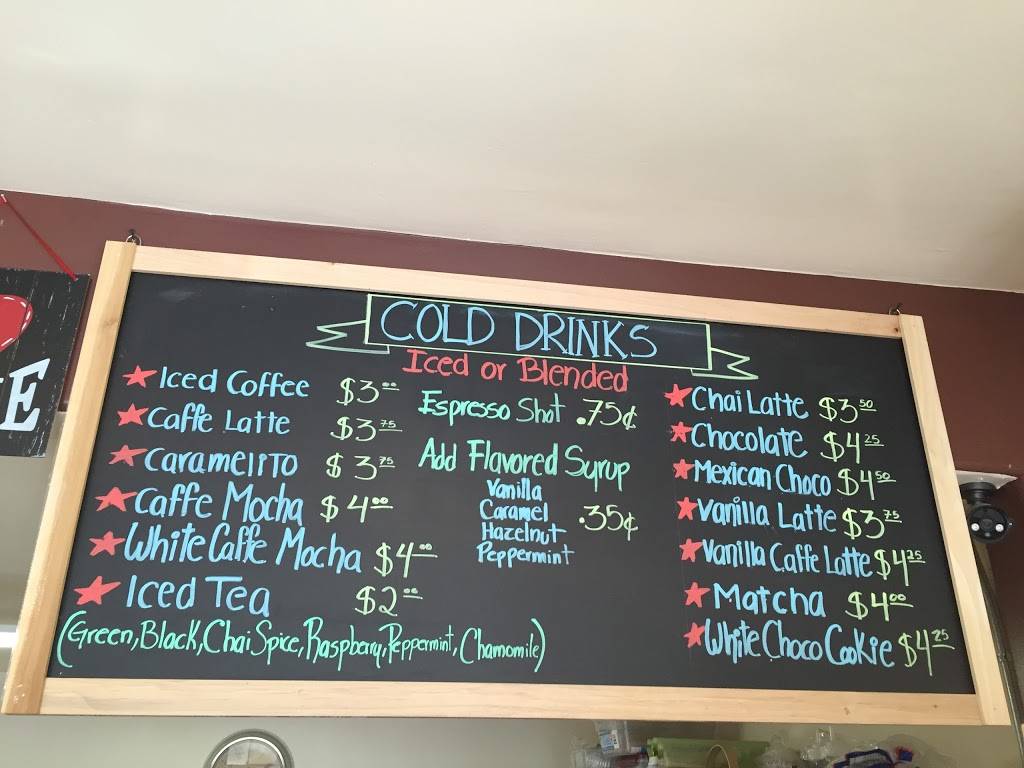 COLD DRINKS
Iced or Blended
Iced Coffee $3.00
Caffe Latte $3.75
Caramelito $3.75
Caffe Mocha $4.00
White Caffe Mocha $4.00
Iced Tea $2.00
(Green, Black, Chai Spice, Raspberry, Peppermint, Chamomile)
Espresso Shot .75¢
Add Flavored Syrup
Vanilla
Caramel
Hazelnut
Peppermint
.35¢
Chai Latte $3.50
Chocolate $4.25
Mexican Choco $4.50
Vanilla Latte $3.75
Vanilla Caffe Latte $4.25
Matcha $4.00
White Choco Cookie $4.25
E